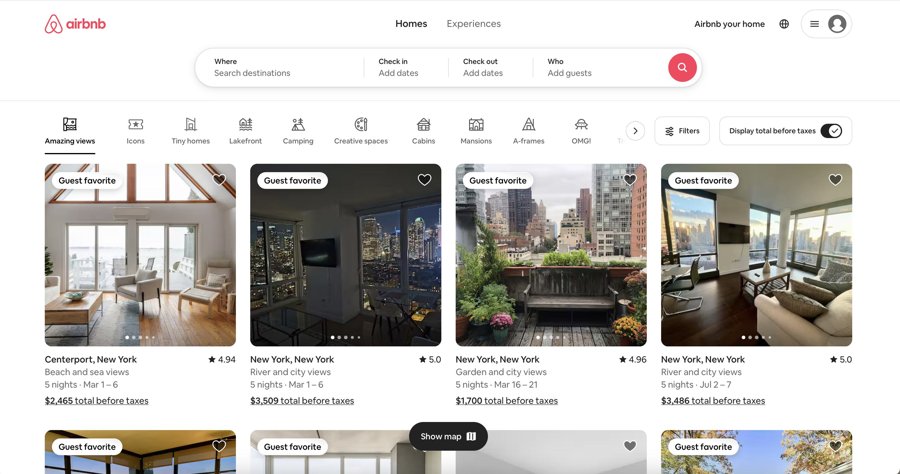 airbnb
Homes Experiences
Airbnb your home
Where
Search destinations
Check in
Add dates
Check out
Add dates
Who
Add guests
Amazing views
Icons
Tiny homes
Lakefront
Camping
Creative spaces
Cabins
Mansions
A-frames
OMG!
Filters
Display total before taxes
Guest favorite
Centerport, New York 4.94
Beach and sea views
5 nights · Mar 1 – 6
$2,465 total before taxes
Guest favorite
New York, New York 5.0
River and city views
5 nights · Mar 1 – 6
$3,509 total before taxes
Guest favorite
New York, New York 4.96
Garden and city views
5 nights · Mar 16 – 21
$1,700 total before taxes
Guest favorite
New York, New York 5.0
River and city views
5 nights · Jul 2 – 7
$3,486 total before taxes
Show map
Guest favorite
Guest favorite
Guest favorite